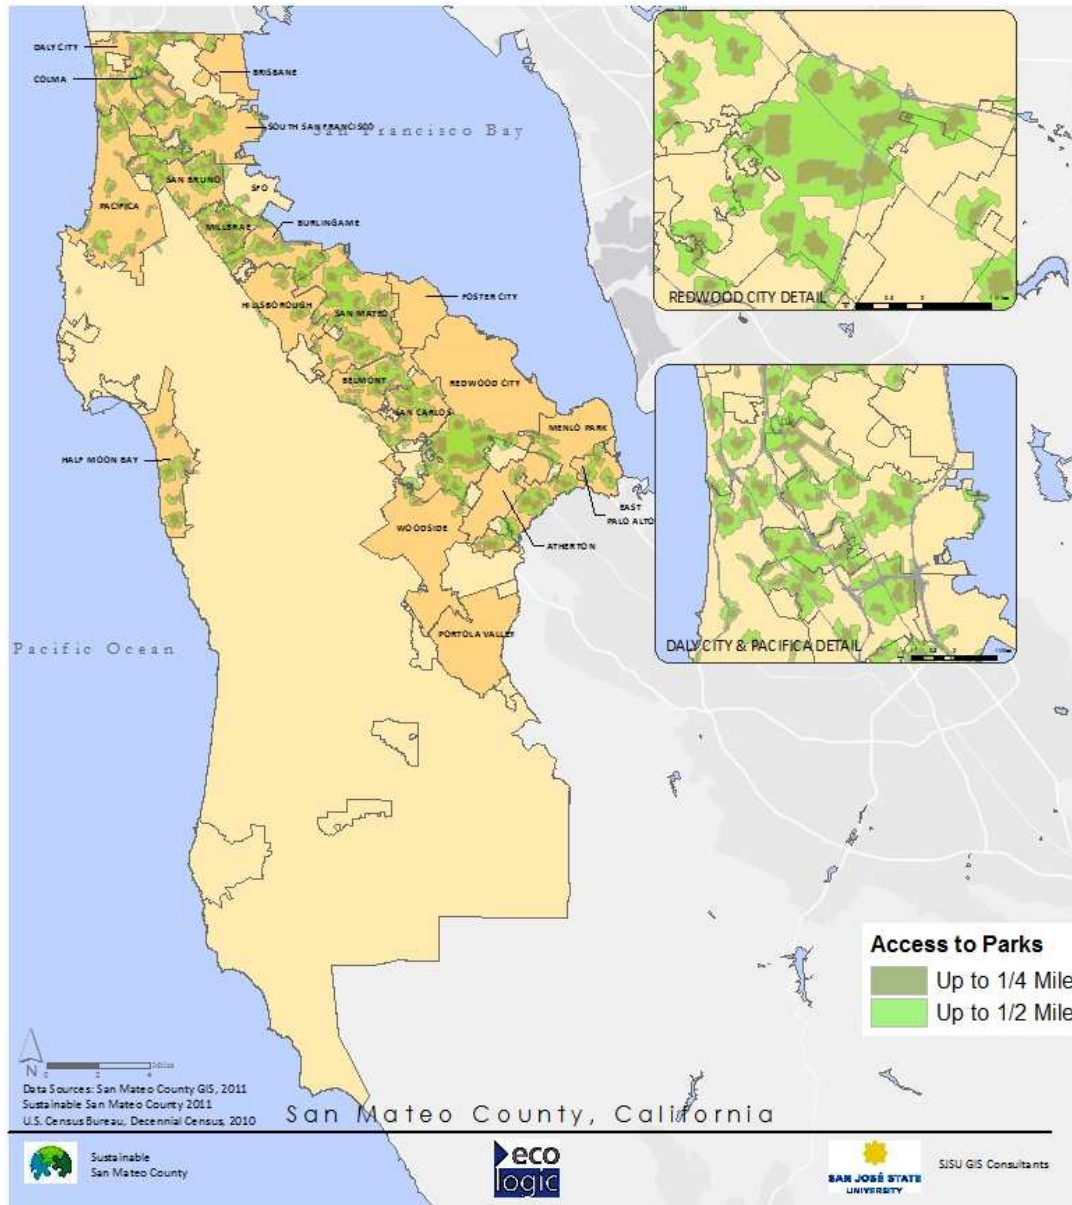 DALY CITY
COLMA
BRISBANE
SOUTH SAN FRANCISCO
San Francisco Bay
SAN BRUNO
SFO
PACIFICA
MILLBRAE
BURLINGAME
HILLSBOROUGH
FOSTER CITY
SAN MATEO
BELMONT
REDWOOD CITY
SAN CARLOS
MENLO PARK
HALF MOON BAY
EAST
PALO ALTO
WOODSIDE
ATHERTON
PORTOLA VALLEY
Pacific Ocean
REDWOOD CITY DETAIL
DALY CITY & PACIFICA DETAIL
Access to Parks
Up to 1/4 Mile
Up to 1/2 Mile
N
Data Sources: San Mateo County GIS, 2011
Sustainable San Mateo County 2011
U.S. Census Bureau, Decennial Census, 2010
San Mateo County, California
Sustainable
San Mateo County
eco
logic
SAN JOSÉ STATE
UNIVERSITY
SJSU GIS Consultants